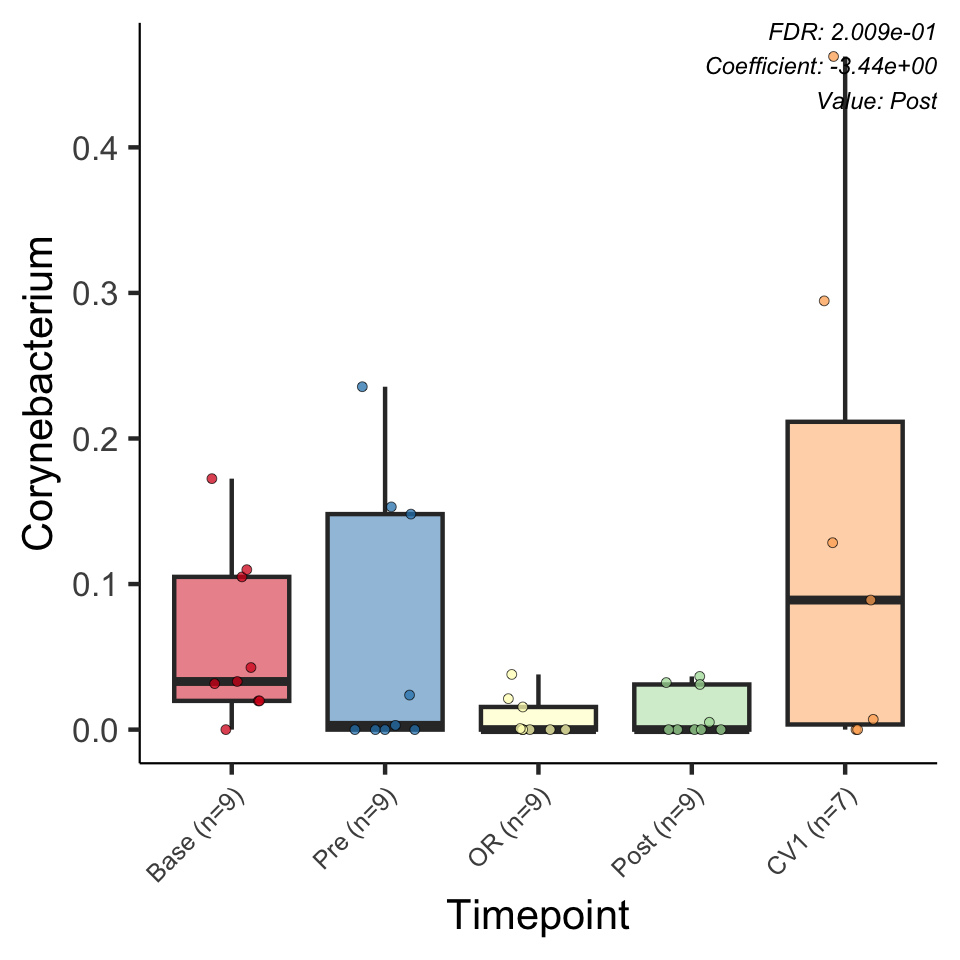 FDR: 2.009e-01
Coefficient: -3.44e+00
Value: Post
Corynebacterium
0.4
0.3
0.2
0.1
0.0
Base (n=9)
Pre (n=9)
OR (n=9)
Post (n=9)
CV1 (n=7)
Timepoint